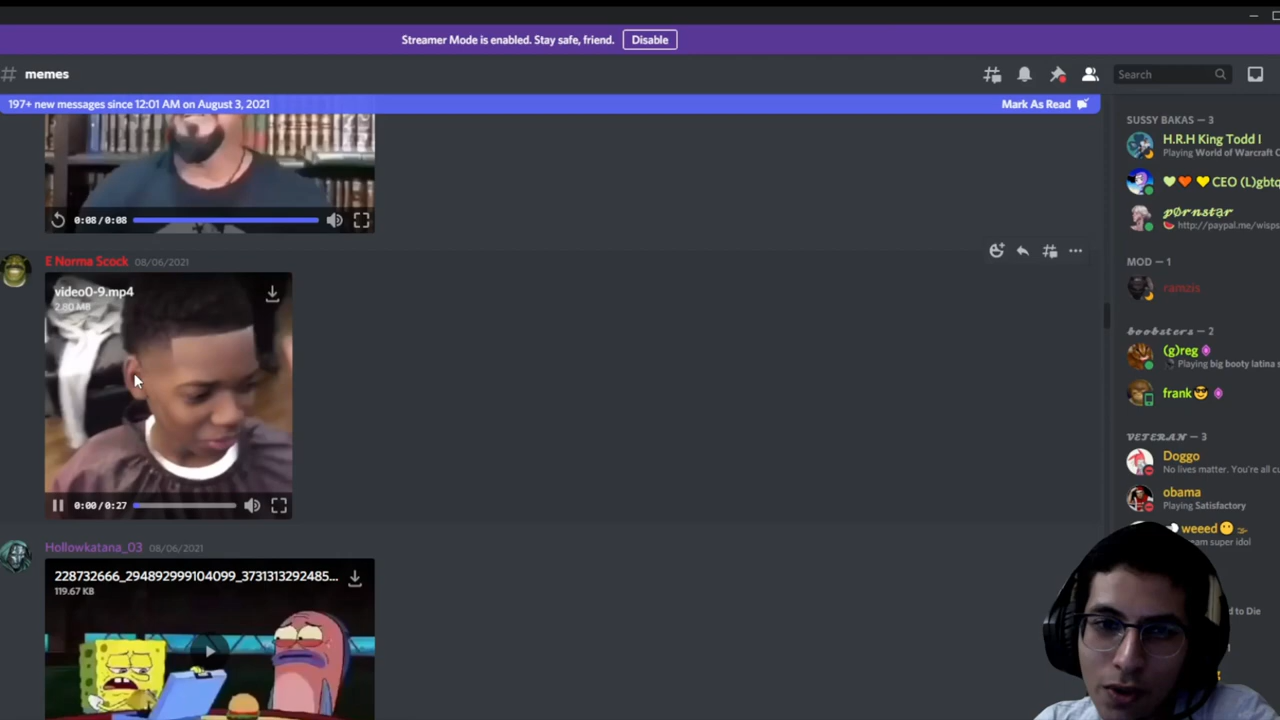 Streamer Mode is enabled. Stay safe, friend. Disable
# memes
Search
197+ new messages since 12:01 AM on August 3, 2021 Mark As Read
0:08/0:08
E Norma Scock 08/06/2021
video0-9.mp4
2.80 MB
0:00/0:27
Hollowkatana_03 08/06/2021
228732666_294892999104099_3731313292485...
119.67 KB
SUSSY BAKAS — 3
H.R.H King Todd I
Playing World of Warcraft C
CEO (L)gbtq
pørnstạr
http://paypal.me/wisps
MOD — 1
ramzis
𝓫𝓸𝓸𝓫𝓼𝓽𝓮𝓻𝓼 — 2
(g)reg
Playing big booty latina s
frank
𝓥𝓔𝓣𝓔𝓡𝓐𝓝 — 3
Doggo
No lives matter. You're all cu
obama
Playing Satisfactory
weeed
am super idol
d to Die